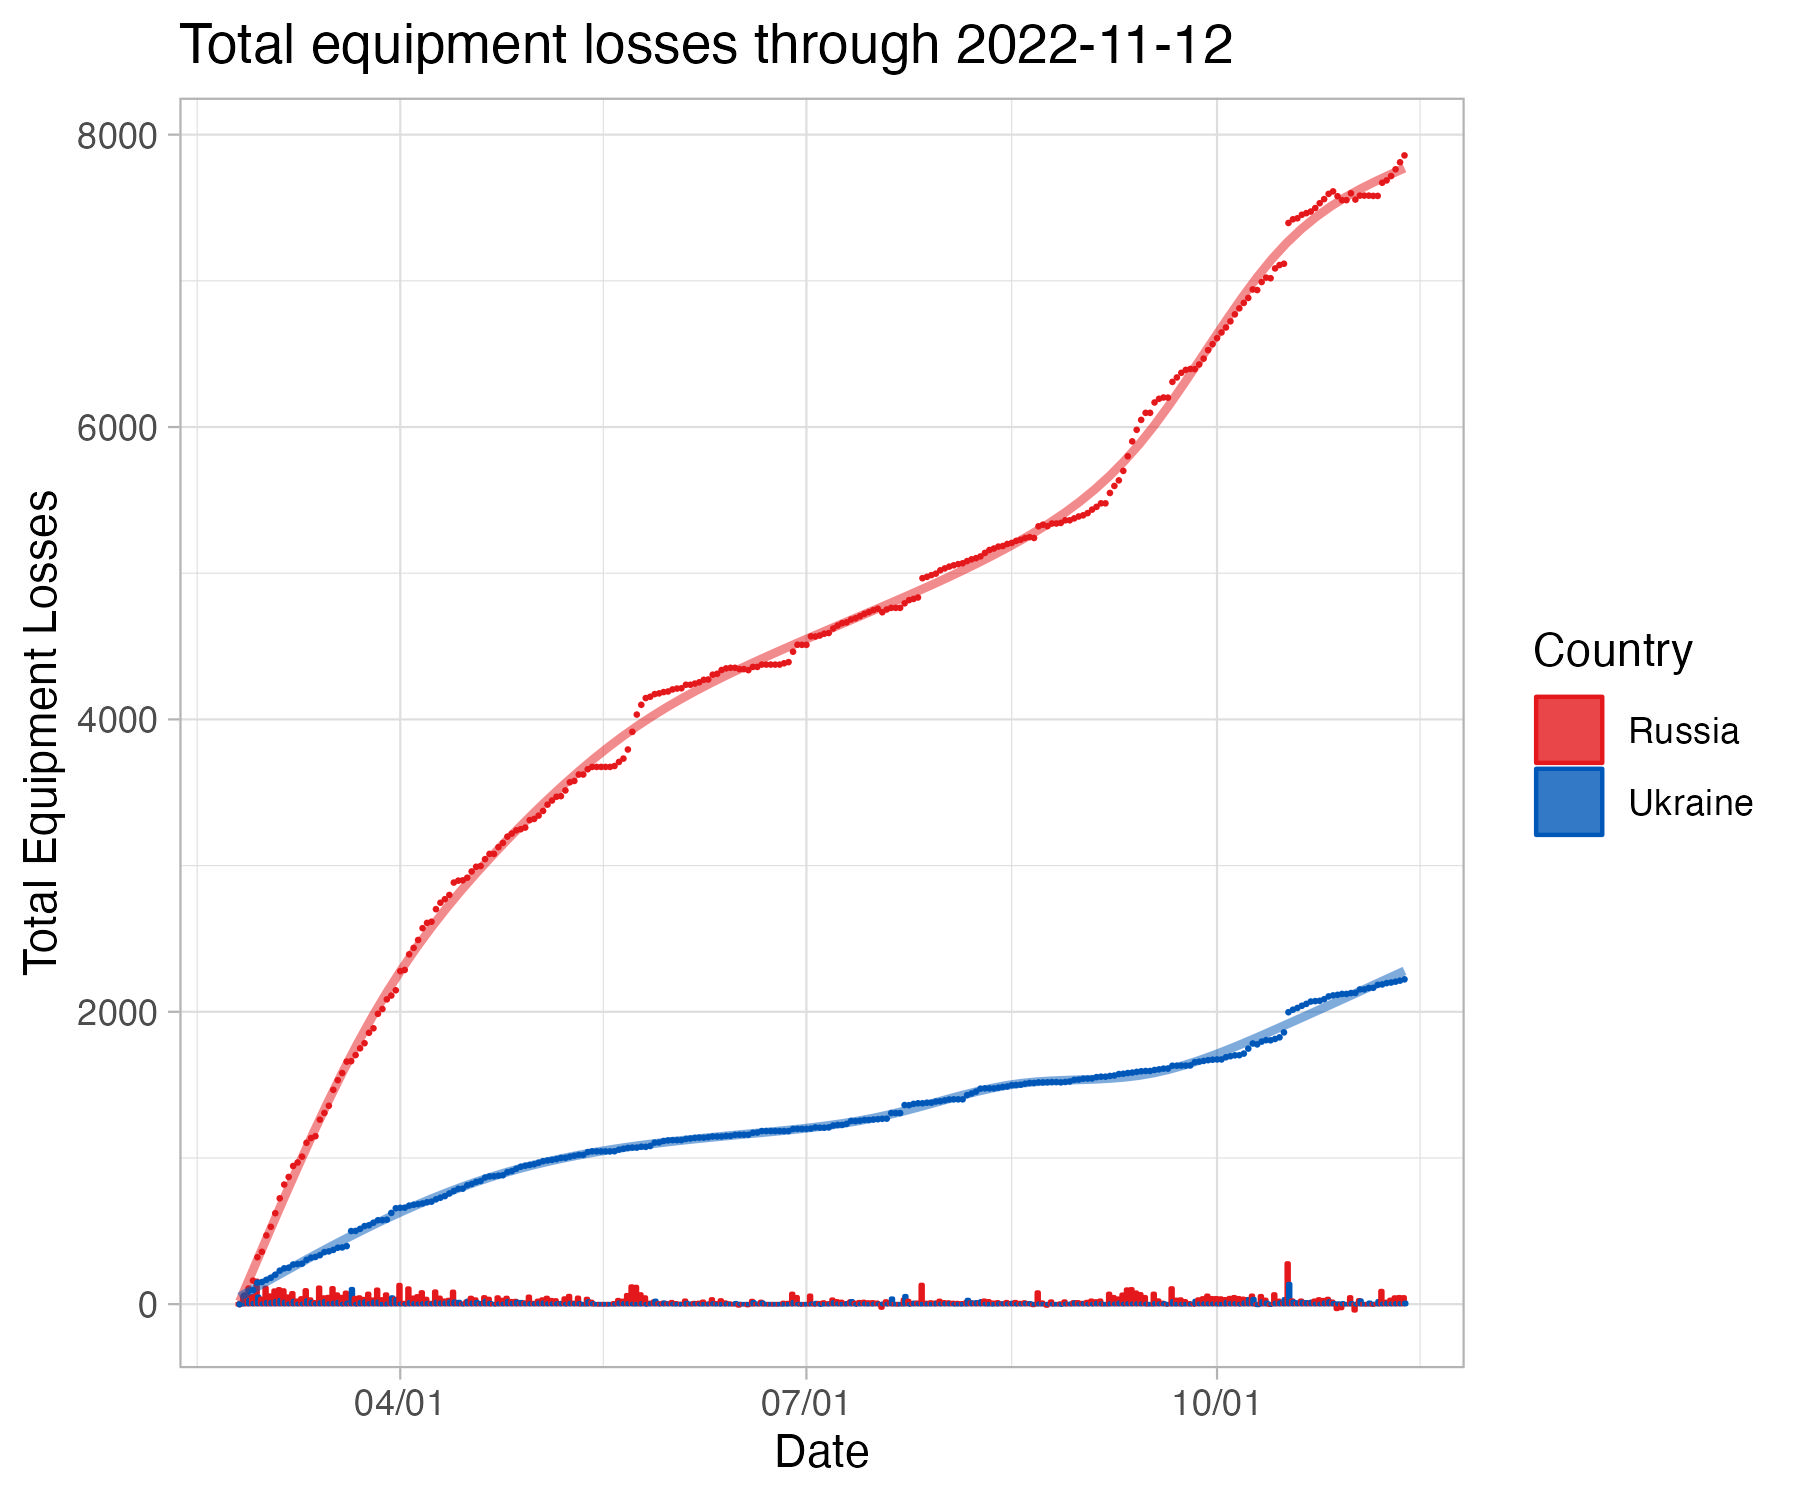 Total equipment losses through 2022-11-12
Total Equipment Losses
8000
6000
4000
2000
0
04/01 07/01 10/01
Date
Country
Russia
Ukraine